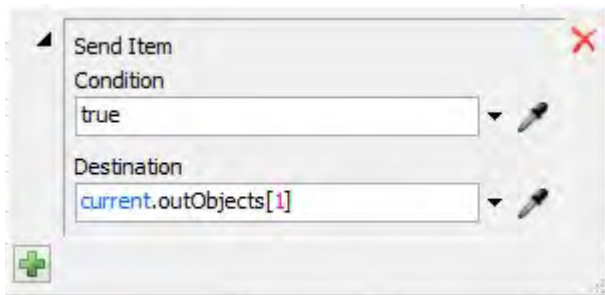 Send Item
Condition
true
Destination
current.outObjects[1]